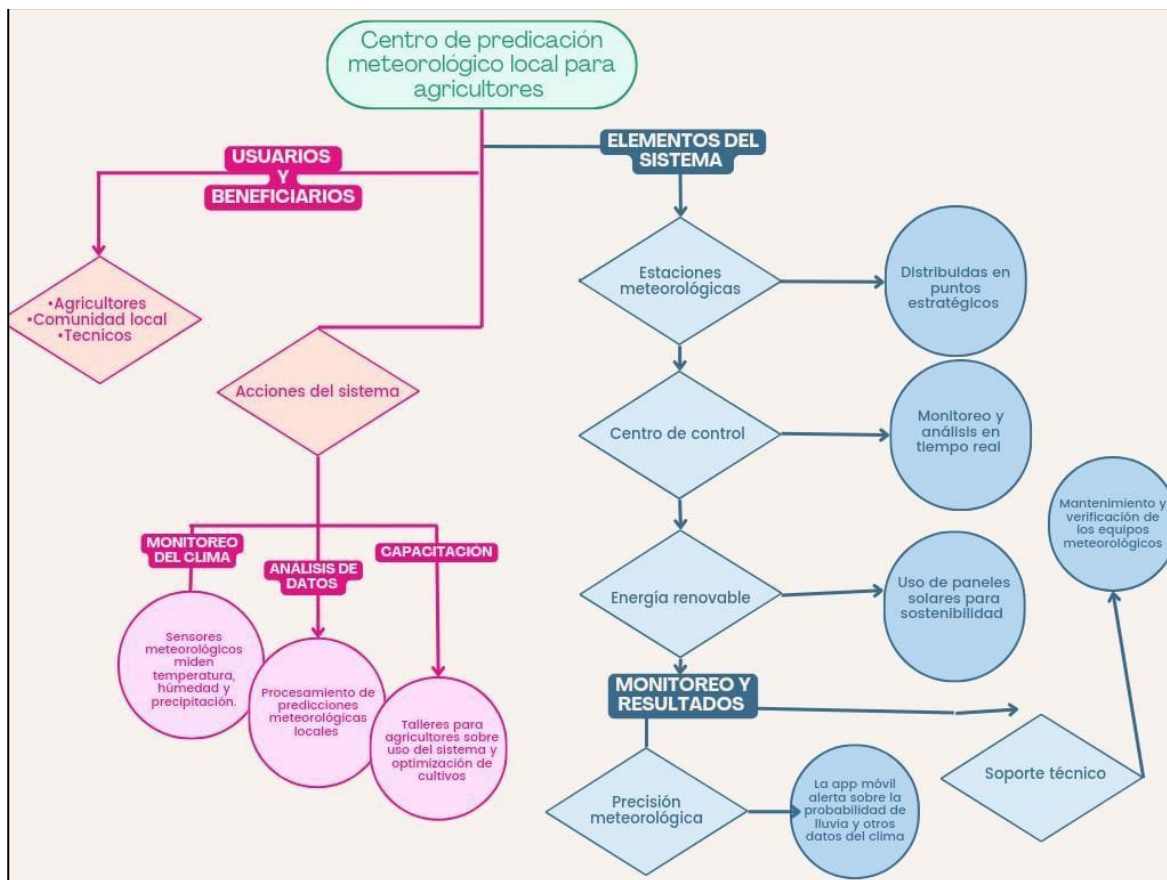 Centro de predicación
meteorológico local para
agricultores
USUARIOS
Y
BENEFICIARIOS
•Agricultores
•Comunidad local
•Tecnicos
Acciones del sistema
MONITOREO
DEL CLIMA
Sensores
meteorológicos
miden
temperatura,
húmedad y
precipitación.
ANÁLISIS DE
DATOS
Procesamiento de
predicciones
meteorológicas
locales
CAPACITACIÓN
Talleres para
agricultores sobre
uso del sistema y
optimización de
cultivos
ELEMENTOS DEL
SISTEMA
Estaciones
meteorológicas
Distribuidas en
puntos
estratégicos
Centro de control
Monitoreo y
análisis en
tiempo real
Energía renovable
Uso de paneles
solares para
sostenibilidad
MONITOREO Y
RESULTADOS
Precisión
meteorológica
La app móvil
alerta sobre la
probabilidad de
lluvia y otros
datos del clima
Soporte técnico
Mantenimiento y
verificación de
los equipos
meteorológicos